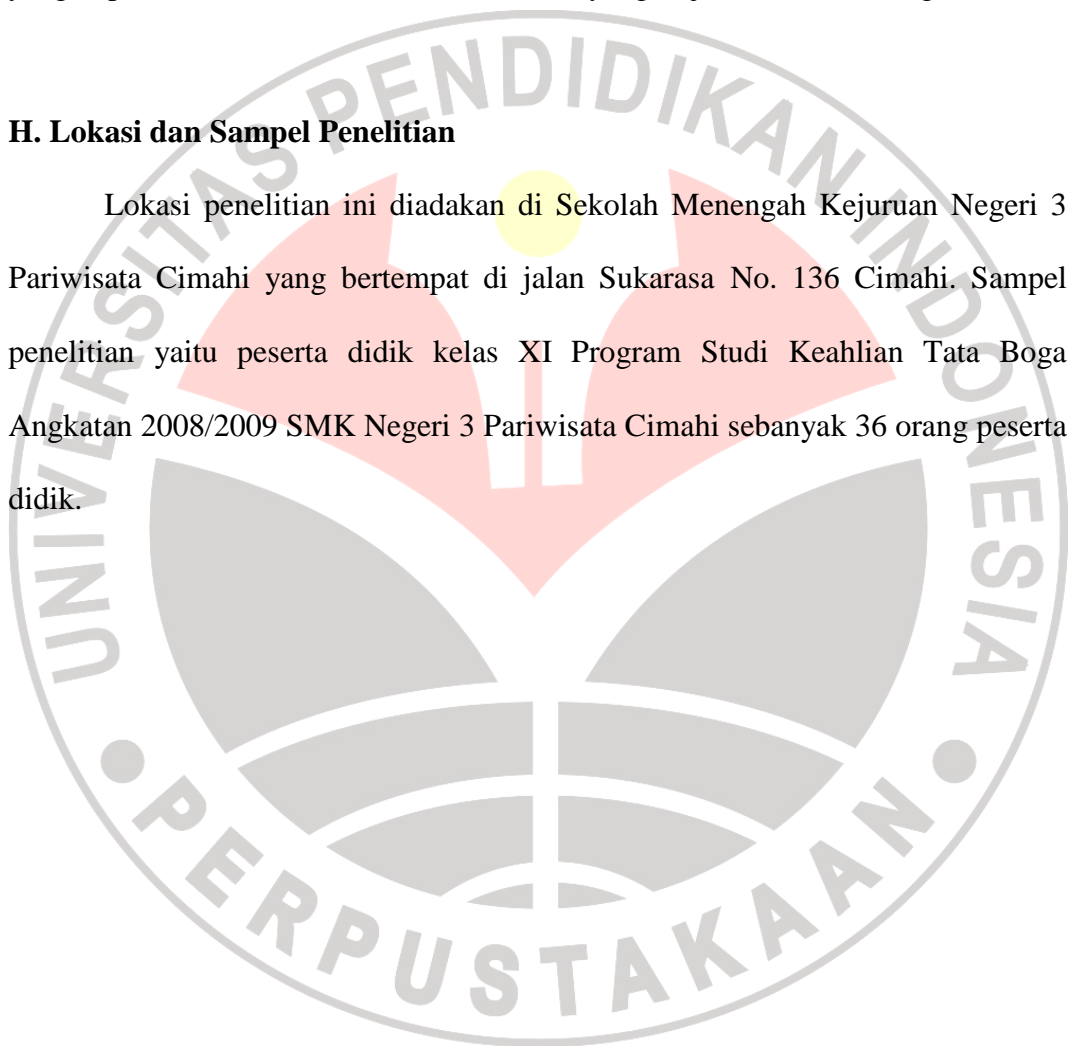 H. Lokasi dan Sampel Penelitian
Lokasi penelitian ini diadakan di Sekolah Menengah Kejuruan Negeri 3
Pariwisata Cimahi yang bertempat di jalan Sukarasa No. 136 Cimahi. Sampel
penelitian yaitu peserta didik kelas XI Program Studi Keahlian Tata Boga
Angkatan 2008/2009 SMK Negeri 3 Pariwisata Cimahi sebanyak 36 orang peserta
didik.
UNIVERSITAS PENDIDIKAN INDONESIA
PERPUSTAKAAN